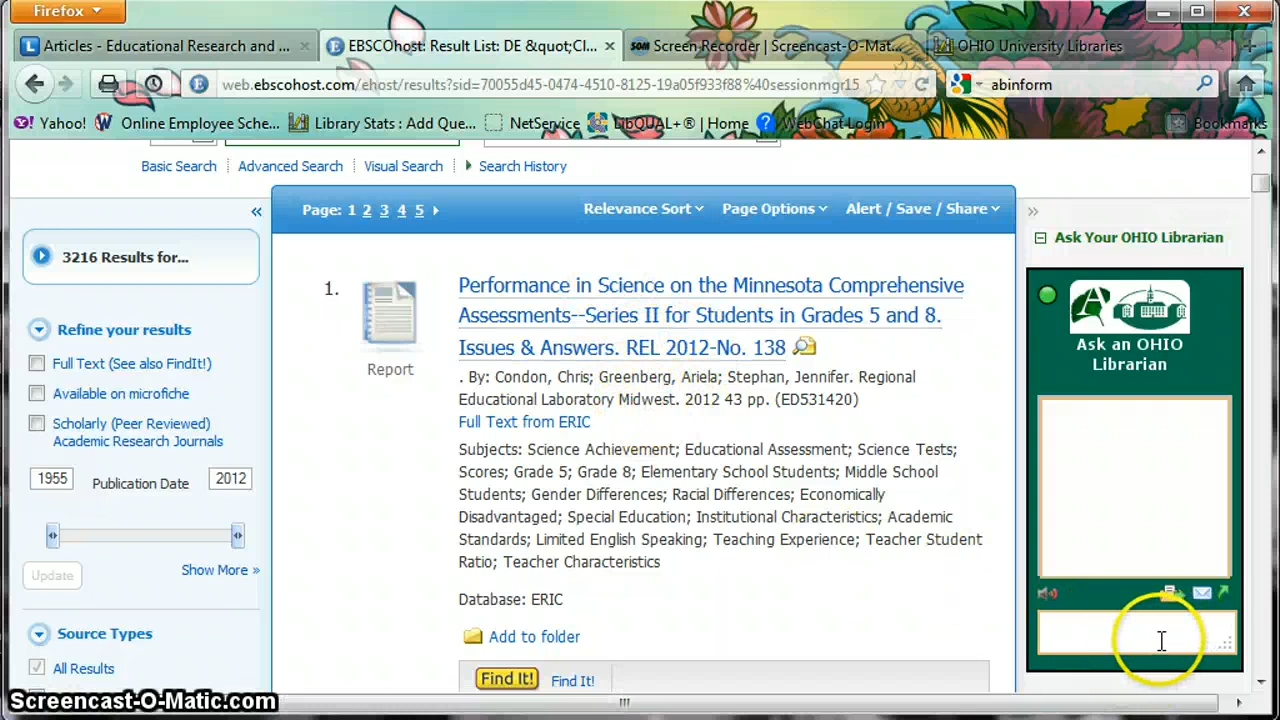 Firefox
Articles - Educational Research and ...
EBSCOhost: Result List: DE &quot;Cl...
Screen Recorder | Screencast-O-Mat...
OHIO University Libraries
web.ebscohost.com/ehost/results?sid=70055d45-0474-4510-8125-19a05f933f88%40sessionmgr15
abinform
Yahoo!
Online Employee Sche...
Library Stats : Add Que...
NetService
LibQUAL+® | Home
WebChat-Login
Bookmarks
Basic Search
Advanced Search
Visual Search
Search History
Page: 1 2 3 4 5
Relevance Sort
Page Options
Alert / Save / Share
3216 Results for...
Refine your results
Full Text (See also FindIt!)
Available on microfiche
Scholarly (Peer Reviewed)
Academic Research Journals
1955
Publication Date
2012
Update
Show More »
Source Types
All Results
1.
Report
Performance in Science on the Minnesota Comprehensive
Assessments--Series II for Students in Grades 5 and 8.
Issues & Answers. REL 2012-No. 138
. By: Condon, Chris; Greenberg, Ariela; Stephan, Jennifer. Regional
Educational Laboratory Midwest. 2012 43 pp. (ED531420)
Full Text from ERIC
Subjects: Science Achievement; Educational Assessment; Science Tests;
Scores; Grade 5; Grade 8; Elementary School Students; Middle School
Students; Gender Differences; Racial Differences; Economically
Disadvantaged; Special Education; Institutional Characteristics; Academic
Standards; Limited English Speaking; Teaching Experience; Teacher Student
Ratio; Teacher Characteristics
Database: ERIC
Add to folder
Find It!
Find It!
Ask Your OHIO Librarian
Ask an OHIO
Librarian
Screencast-O-Matic.com